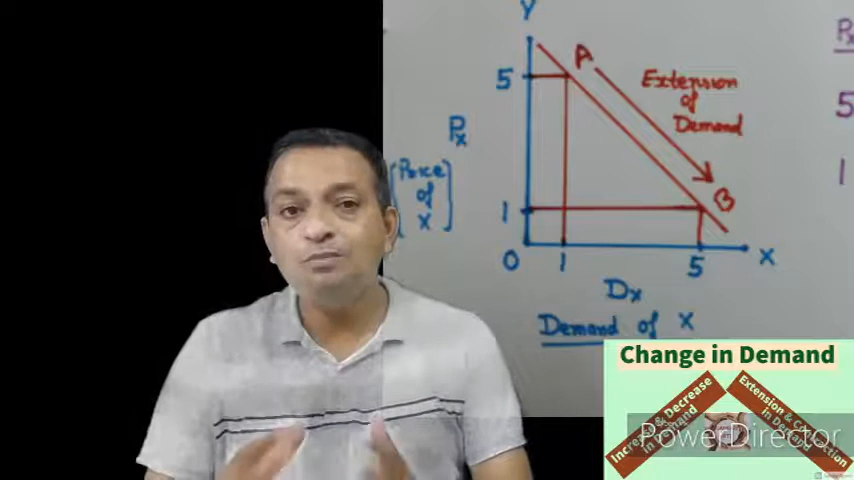 Y
A
5
Extension
of
Demand
Px
Price
of
X
B
1
O
1
5
X
Dx
Demand of X
Px
5
1
Change in Demand
Increase & Decrease
in Demand
Extension & Contraction
in Demand
PowerDirector